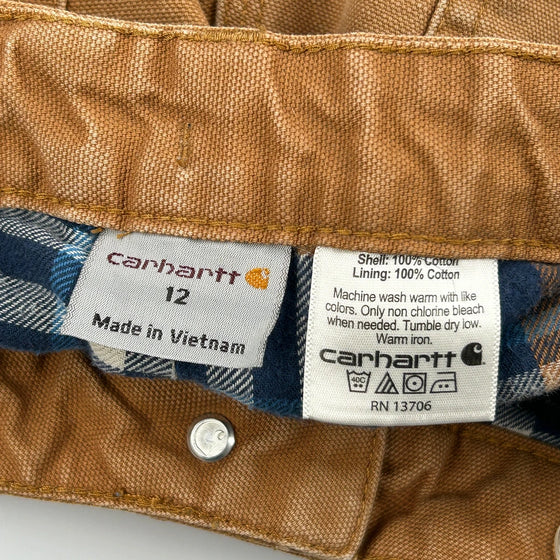 carhartt
12
Made in Vietnam
Shell: 100% Cotton
Lining: 100% Cotton
Machine wash warm with like
colors. Only non chlorine bleach
when needed. Tumble dry low.
Warm iron.
carhartt
40C
RN 13706